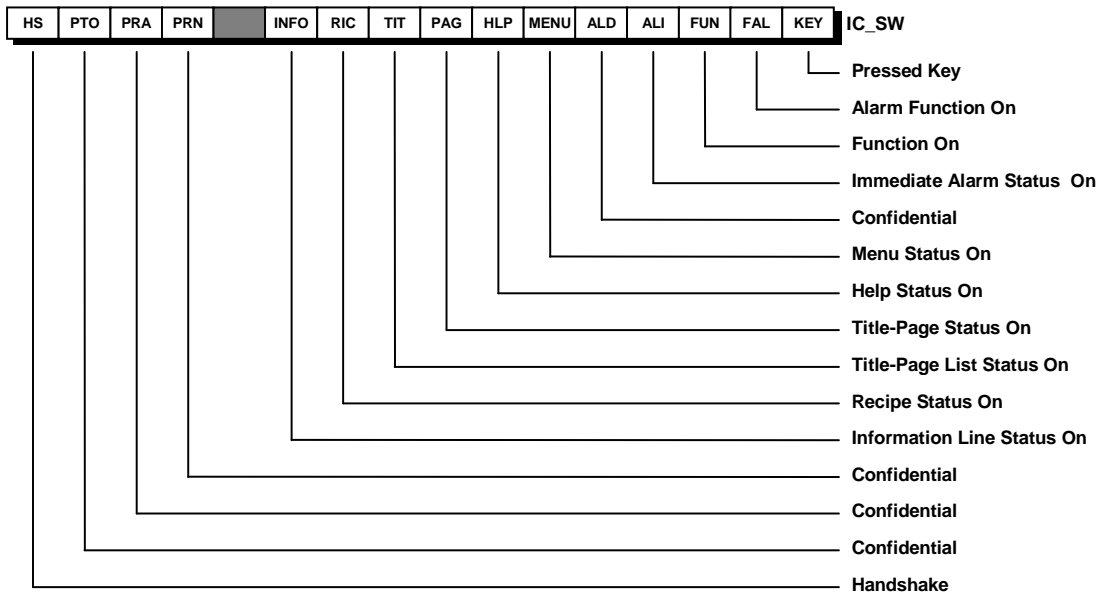 HS PTO PRA PRN INFO RIC TIT PAG HLP MENU ALD ALI FUN FAL KEY IC_SW
Pressed Key
Alarm Function On
Function On
Immediate Alarm Status On
Confidential
Menu Status On
Help Status On
Title-Page Status On
Title-Page List Status On
Recipe Status On
Information Line Status On
Confidential
Confidential
Confidential
Handshake